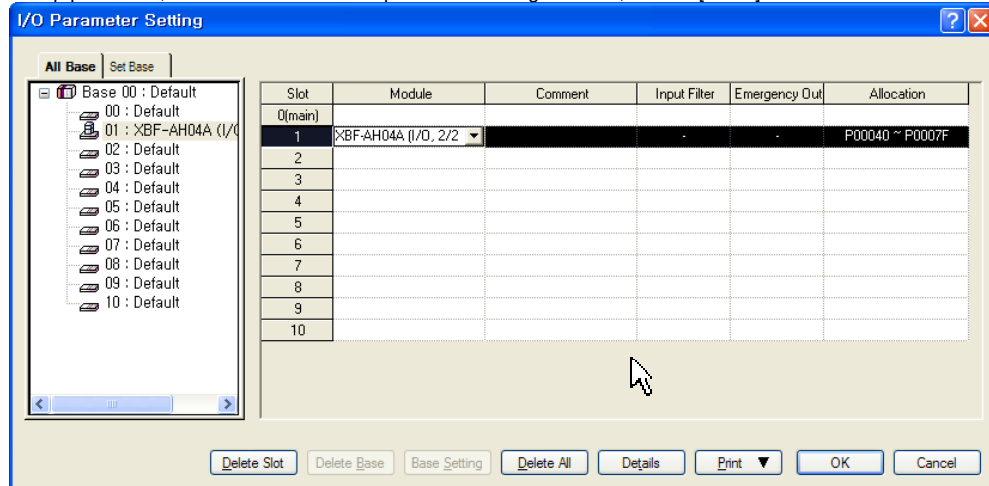 I/O Parameter Setting
All Base Set Base
Base 00 : Default
00 : Default
01 : XBF-AH04A (I/O
02 : Default
03 : Default
04 : Default
05 : Default
06 : Default
07 : Default
08 : Default
09 : Default
10 : Default
Slot Module Comment Input Filter Emergency Out Allocation
0(main)
1 XBF-AH04A (I/O, 2/2 - - P00040 ~ P0007F
2
3
4
5
6
7
8
9
10
Delete Slot Delete Base Base Setting Delete All Details Print ▼ OK Cancel